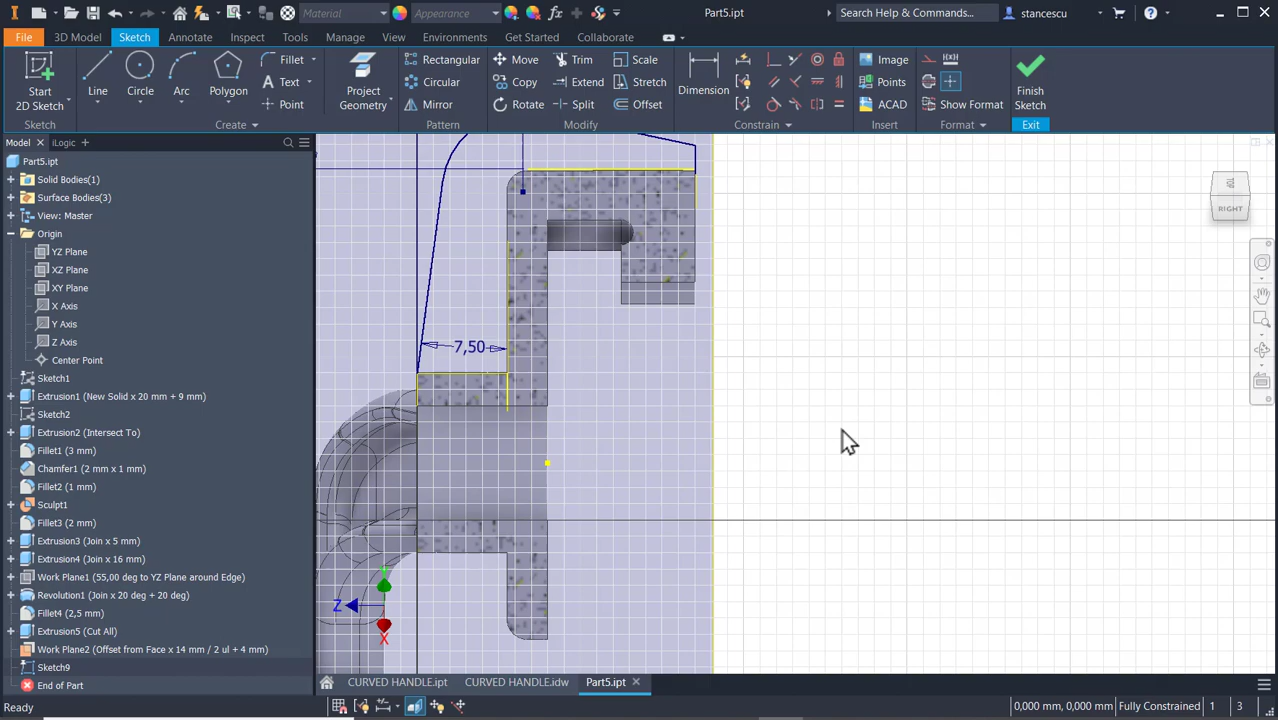 Material
Appearance
Part5.ipt
Search Help & Commands...
stancescu
File
3D Model
Sketch
Annotate
Inspect
Tools
Manage
View
Environments
Get Started
Collaborate
Start
2D Sketch
Line
Circle
Arc
Polygon
Fillet
Text
Point
Project
Geometry
Rectangular
Circular
Mirror
Move
Copy
Rotate
Trim
Extend
Split
Scale
Stretch
Offset
Dimension
Image
Points
ACAD
Show Format
Finish
Sketch
Sketch
Create
Pattern
Modify
Constrain
Insert
Format
Exit
Model
iLogic
Part5.ipt
Solid Bodies(1)
Surface Bodies(3)
View: Master
Origin
YZ Plane
XZ Plane
XY Plane
X Axis
Y Axis
Z Axis
Center Point
Sketch1
Extrusion1 (New Solid x 20 mm + 9 mm)
Sketch2
Extrusion2 (Intersect To)
Fillet1 (3 mm)
Chamfer1 (2 mm x 1 mm)
Fillet2 (1 mm)
Sculpt1
Fillet3 (2 mm)
Extrusion3 (Join x 5 mm)
Extrusion4 (Join x 16 mm)
Work Plane1 (55,00 deg to YZ Plane around Edge)
Revolution1 (Join x 20 deg + 20 deg)
Fillet4 (2,5 mm)
Extrusion5 (Cut All)
Work Plane2 (Offset from Face x 14 mm / 2 ul + 4 mm)
Sketch9
End of Part
7,50
Z
X
RIGHT
CURVED HANDLE.ipt
CURVED HANDLE.idw
Part5.ipt
Ready
0,000 mm, 0,000 mm
Fully Constrained
1
3